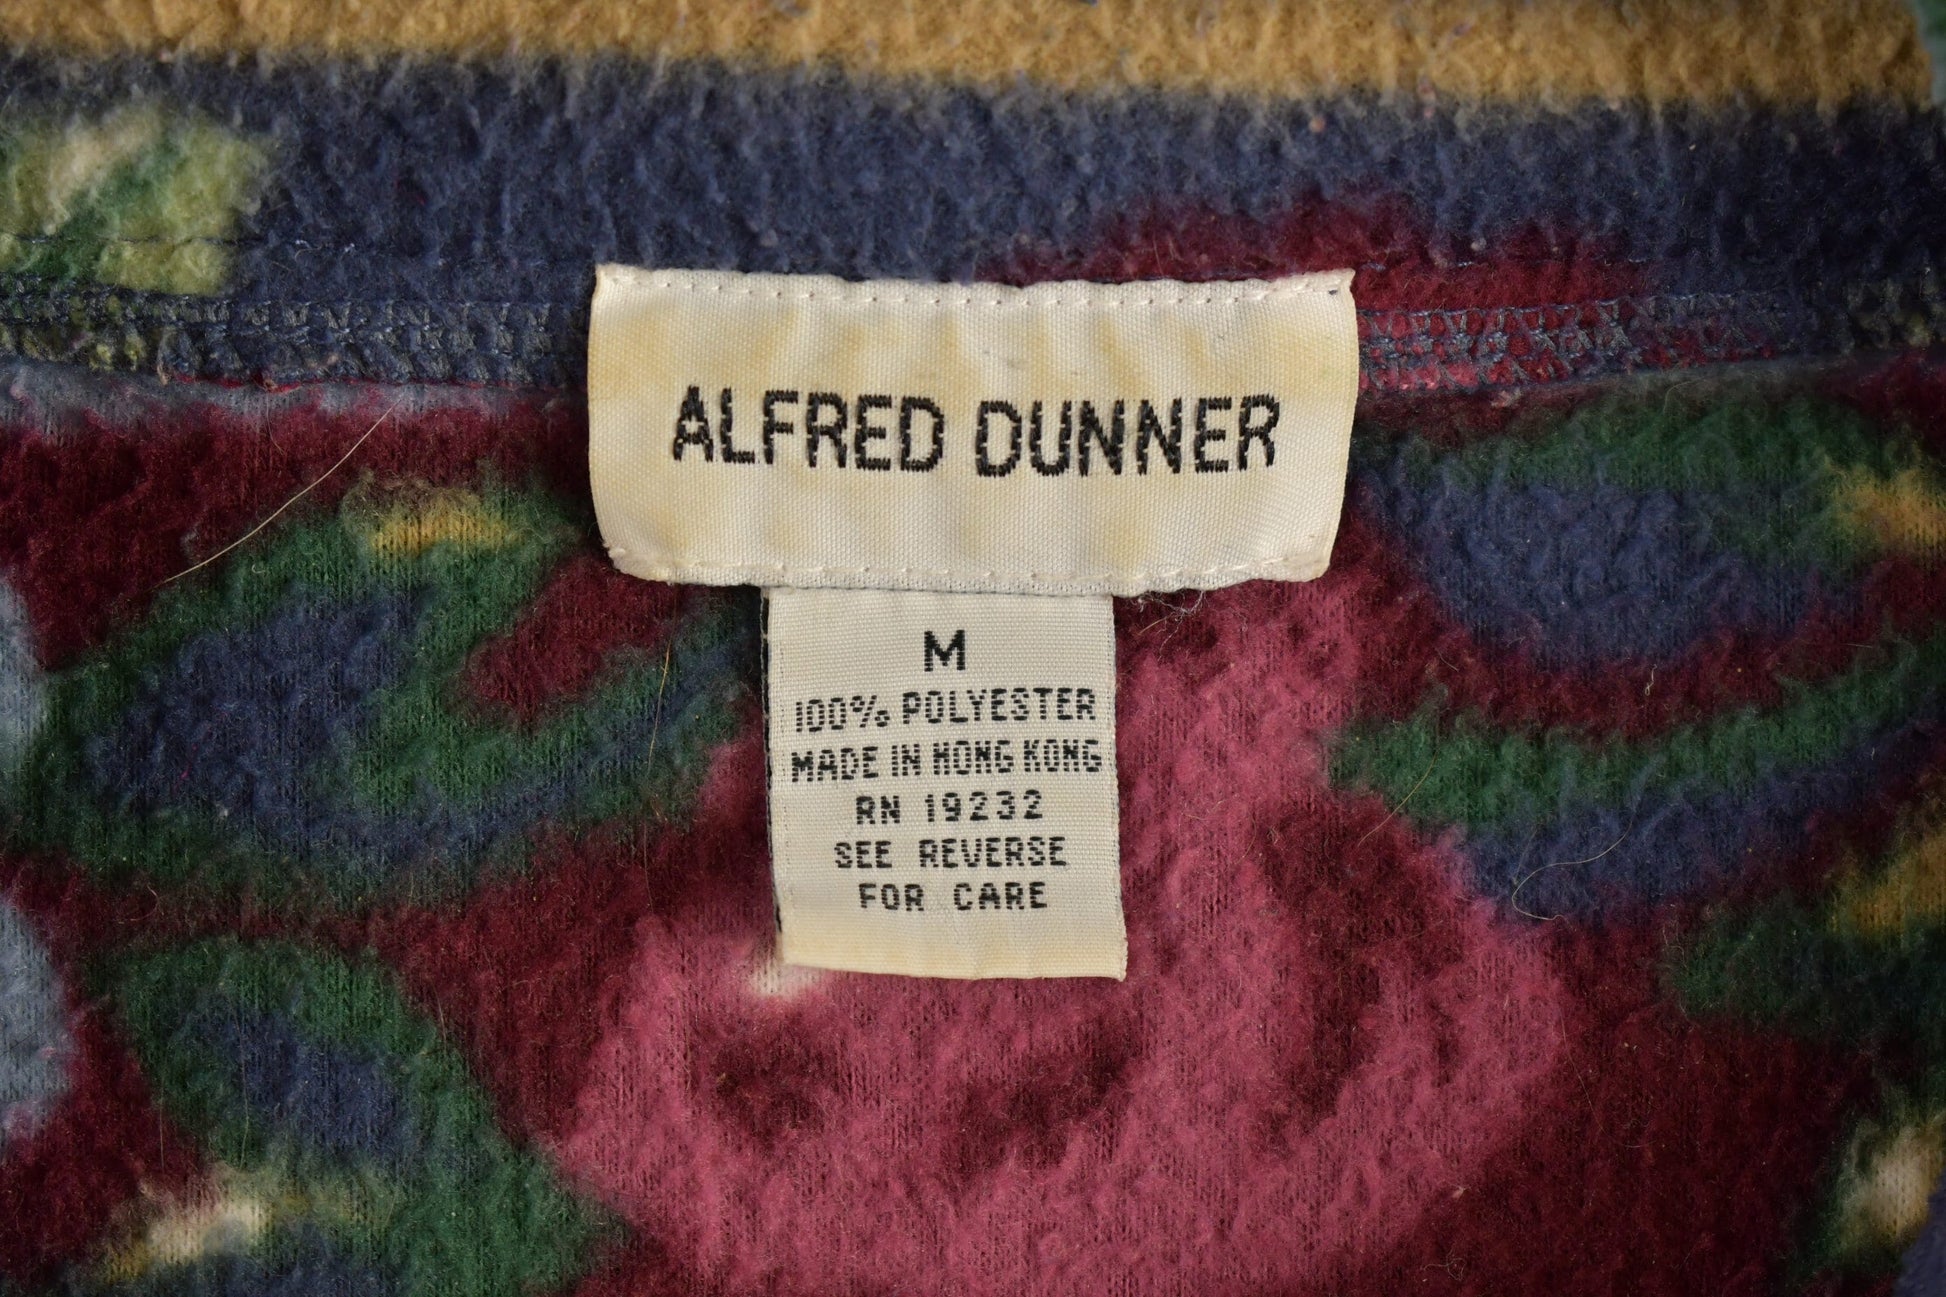 ALFRED DUNNER
M
100% POLYESTER
MADE IN HONG KONG
RN 19232
SEE REVERSE
FOR CARE